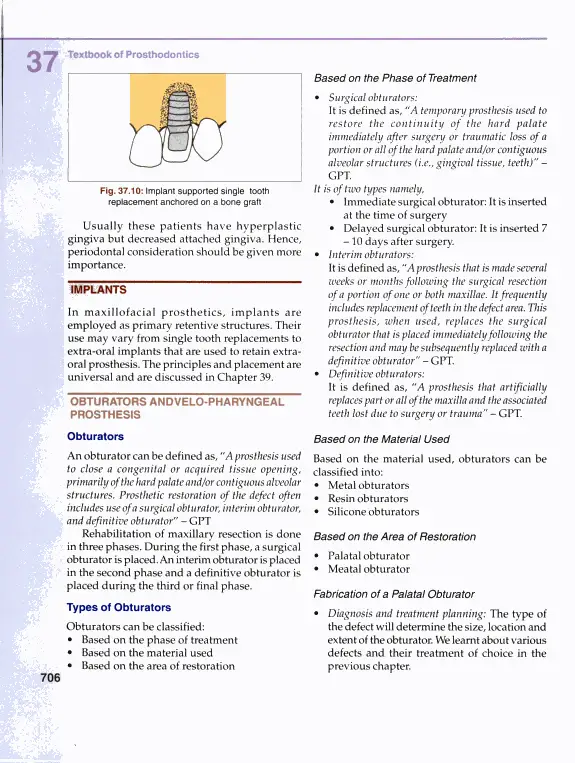 37
Textbook of Prosthodontics
Fig. 37.10: Implant supported single tooth
replacement anchored on a bone graft
Usually these patients have hyperplastic
gingiva but decreased attached gingiva. Hence,
periodontal consideration should be given more
importance.
IMPLANTS
In maxillofacial prosthetics, implants are
employed as primary retentive structures. Their
use may vary from single tooth replacements to
extra-oral implants that are used to retain extra-
oral prosthesis. The principles and placement are
universal and are discussed in Chapter 39.
OBTURATORS ANDVELO-PHARYNGEAL
PROSTHESIS
Obturators
An obturator can be defined as, "A prosthesis used
to close a congenital or acquired tissue opening,
primarily of the hard palate and/or contiguous alveolar
structures. Prosthetic restoration of the defect often
includes use of a surgical obturator, interim obturator,
and definitive obturator" – GPT
Rehabilitation of maxillary resection is done
in three phases. During the first phase, a surgical
obturator is placed. An interim obturator is placed
in the second phase and a definitive obturator is
placed during the third or final phase.
Types of Obturators
Obturators can be classified:
• Based on the phase of treatment
• Based on the material used
• Based on the area of restoration
706
Based on the Phase of Treatment
• Surgical obturators:
It is defined as, "A temporary prosthesis used to
restore the continuity of the hard palate
immediately after surgery or traumatic loss of a
portion or all of the hard palate and/or contiguous
alveolar structures (i.e., gingival tissue, teeth)" –
GPT.
It is of two types namely,
• Immediate surgical obturator: It is inserted
at the time of surgery
• Delayed surgical obturator: It is inserted 7
– 10 days after surgery.
• Interim obturators:
It is defined as, "A prosthesis that is made several
weeks or months following the surgical resection
of a portion of one or both maxillae. It frequently
includes replacement of teeth in the defect area. This
prosthesis, when used, replaces the surgical
obturator that is placed immediately following the
resection and may be subsequently replaced with a
definitive obturator" – GPT.
• Definitive obturators:
It is defined as, "A prosthesis that artificially
replaces part or all of the maxilla and the associated
teeth lost due to surgery or trauma" – GPT.
Based on the Material Used
Based on the material used, obturators can be
classified into:
• Metal obturators
• Resin obturators
• Silicone obturators
Based on the Area of Restoration
• Palatal obturator
• Meatal obturator
Fabrication of a Palatal Obturator
• Diagnosis and treatment planning: The type of
the defect will determine the size, location and
extent of the obturator. We learnt about various
defects and their treatment of choice in the
previous chapter.